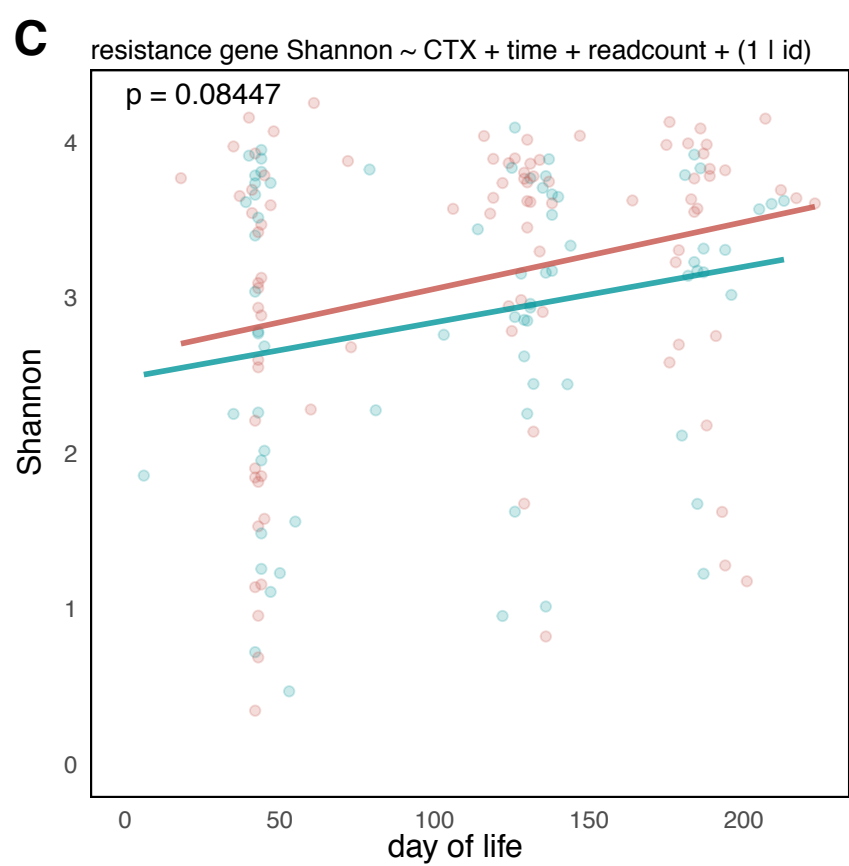 C
resistance gene Shannon ~ CTX + time + readcount + (1 | id)
p = 0.08447
4
3
2
1
0
Shannon
0 50 100 150 200
day of life